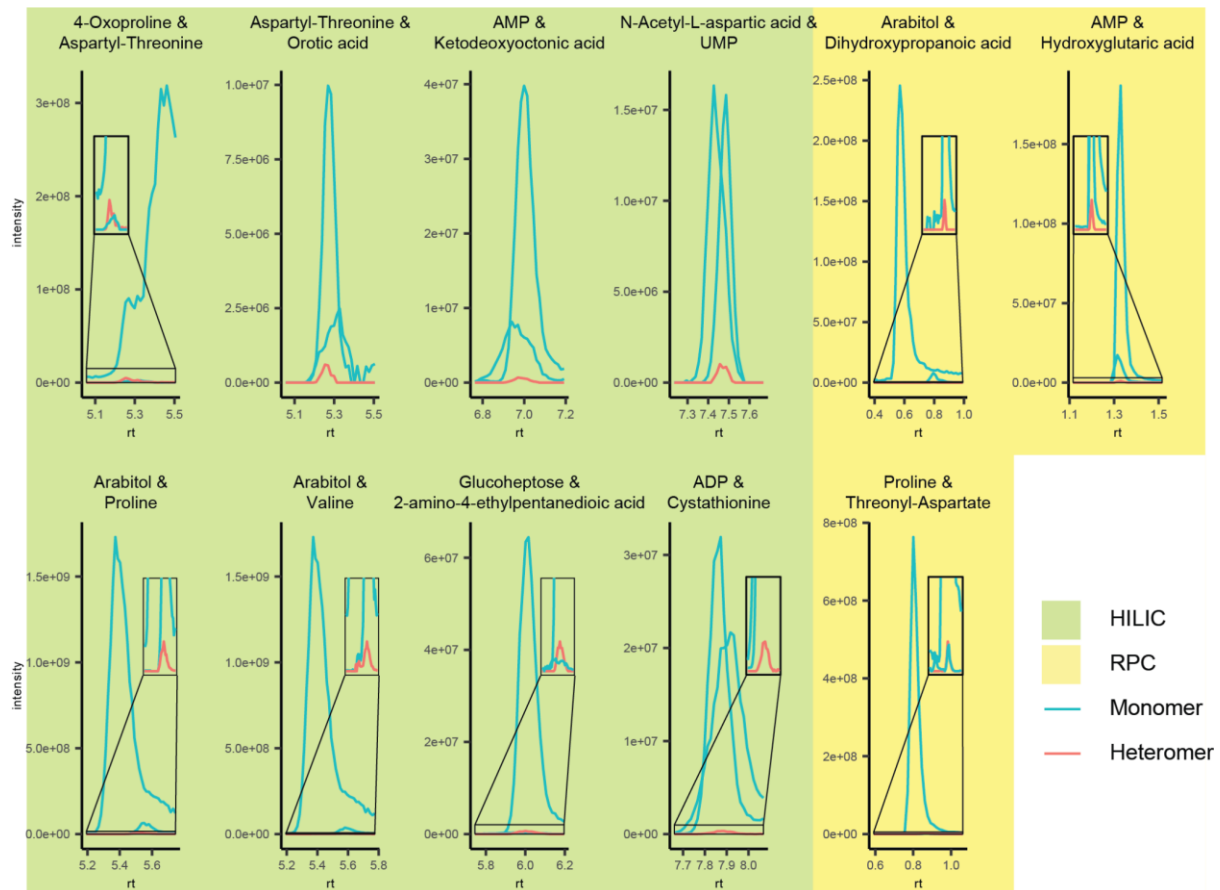 4-Oxoproline &
Aspartyl-Threonine
Aspartyl-Threonine &
Orotic acid
AMP &
Ketodeoxyoctonic acid
N-Acetyl-L-aspartic acid &
UMP
Arabitol &
Dihydroxypropanoic acid
AMP &
Hydroxyglutaric acid
intensity
3e+08
2e+08
1e+08
0e+00
5.1 5.3 5.5
rt
1.0e+07
7.5e+06
5.0e+06
2.5e+06
0.0e+00
5.1 5.3 5.5
rt
4e+07
3e+07
2e+07
1e+07
0e+00
6.8 7.0 7.2
rt
1.5e+07
1.0e+07
5.0e+06
0.0e+00
7.3 7.4 7.5 7.6
rt
2.5e+08
2.0e+08
1.5e+08
1.0e+08
5.0e+07
0.0e+00
0.4 0.6 0.8 1.0
rt
1.5e+08
1.0e+08
5.0e+07
0.0e+00
1.1 1.3 1.5
rt
Arabitol &
Proline
Arabitol &
Valine
Glucoheptose &
2-amino-4-ethylpentanedioic acid
ADP &
Cystathionine
Proline &
Threonyl-Aspartate
intensity
1.5e+09
1.0e+09
5.0e+08
0.0e+00
5.2 5.4 5.6
rt
1.5e+09
1.0e+09
5.0e+08
0.0e+00
5.2 5.4 5.6 5.8
rt
6e+07
4e+07
2e+07
0e+00
5.8 6.0 6.2
rt
3e+07
2e+07
1e+07
0e+00
7.7 7.8 7.9 8.0
rt
8e+08
6e+08
4e+08
2e+08
0e+00
0.6 0.8 1.0
rt
HILIC
RPC
Monomer
Heteromer